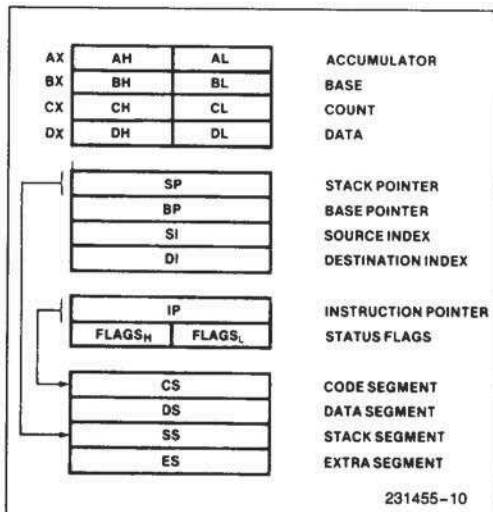 AX AH AL ACCUMULATOR
BX BH BL BASE
CX CH CL COUNT
DX DH DL DATA
SP STACK POINTER
BP BASE POINTER
SI SOURCE INDEX
DI DESTINATION INDEX
IP INSTRUCTION POINTER
FLAGSH FLAGSL STATUS FLAGS
CS CODE SEGMENT
DS DATA SEGMENT
SS STACK SEGMENT
ES EXTRA SEGMENT
231455-10